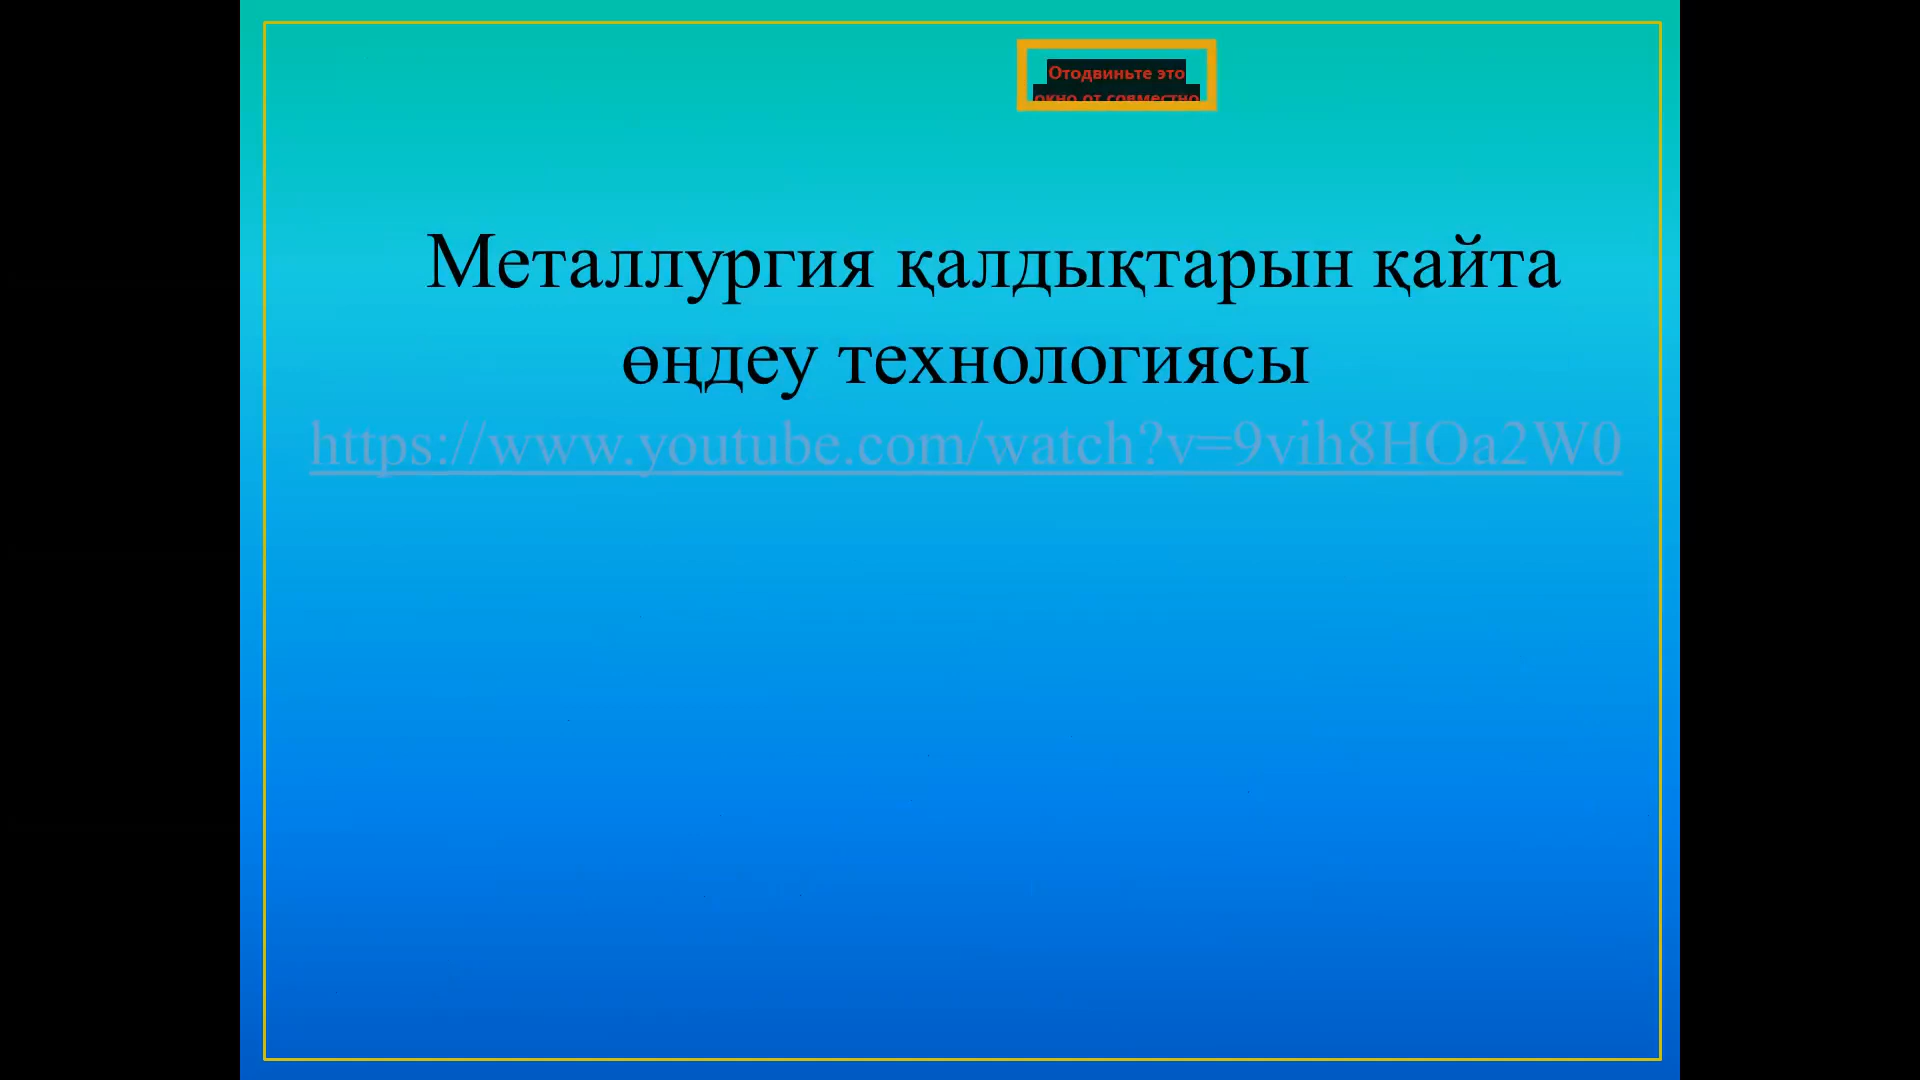 Отодвиньте это
окно от совместно
Металлургия қалдықтарын қайта
өңдеу технологиясы
https://www.youtube.com/watch?v=9vih8HOa2W0